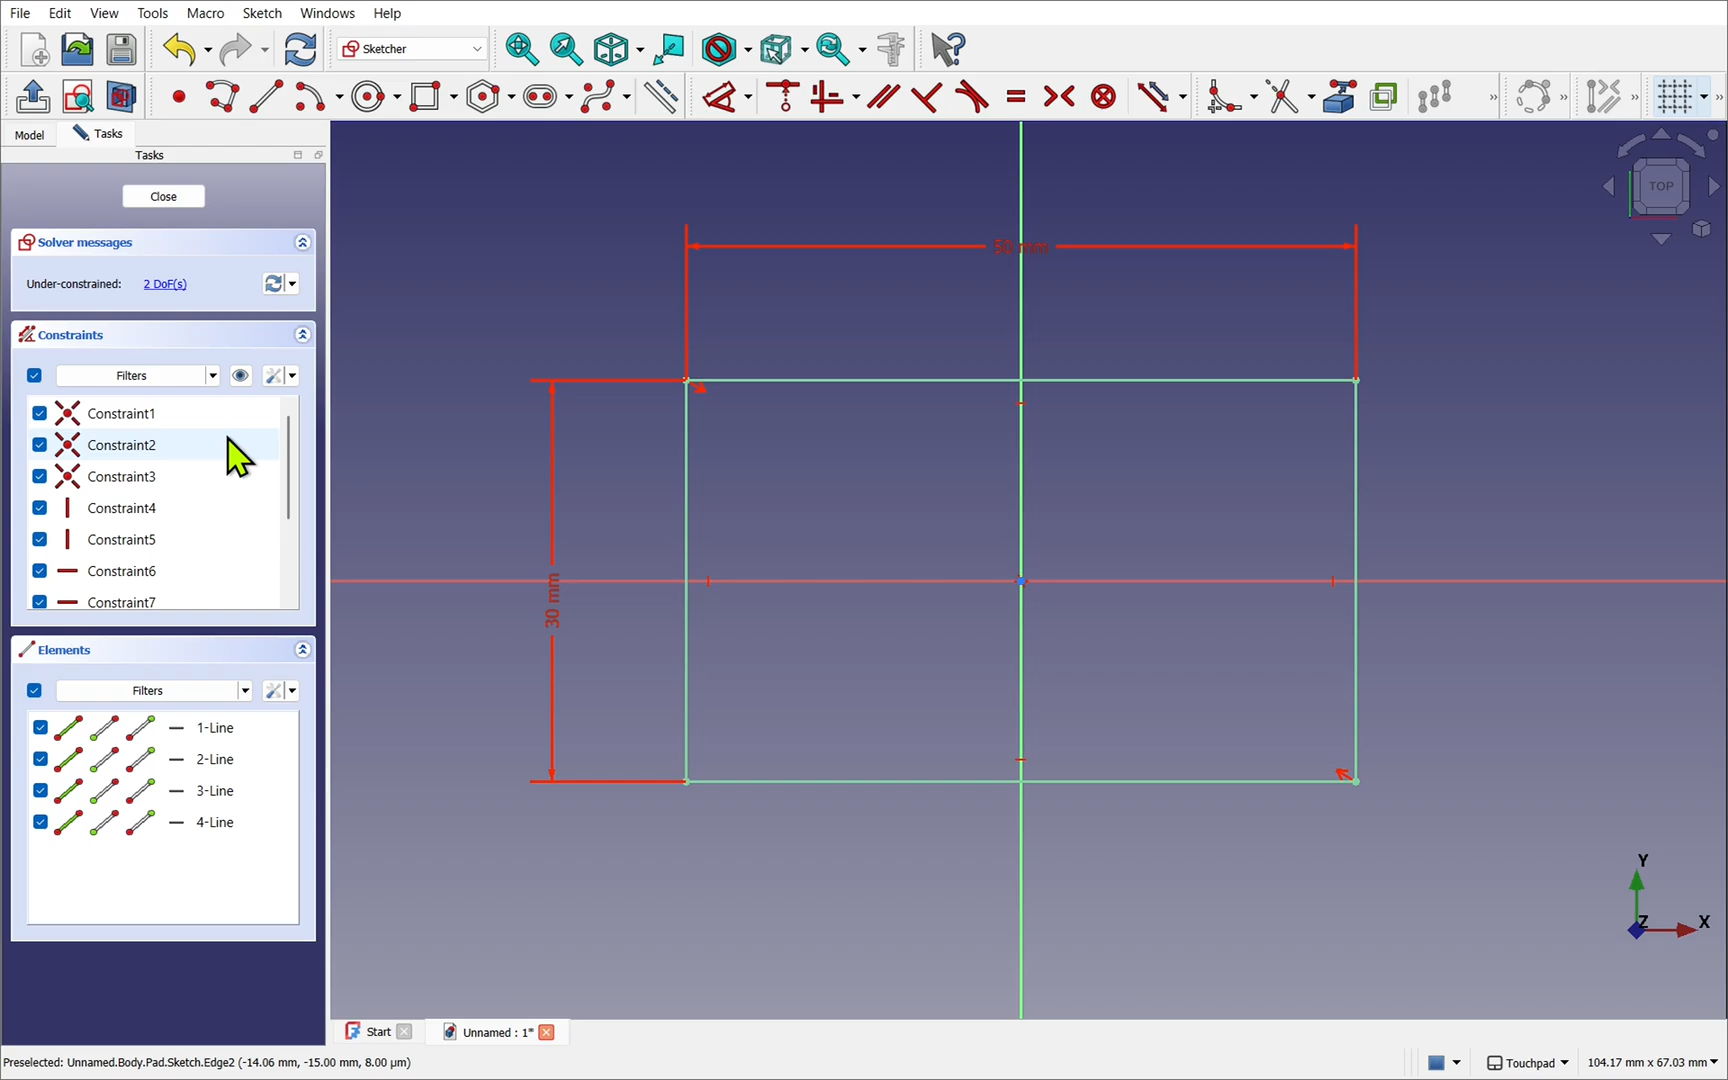 File Edit View Tools Macro Sketch Windows Help
Sketcher
Model Tasks
Tasks
Close
Solver messages
Under-constrained: 2 DoF(s)
Constraints
Filters
Constraint1
Constraint2
Constraint3
Constraint4
Constraint5
Constraint6
Constraint7
Elements
Filters
1-Line
2-Line
3-Line
4-Line
50 mm
30 mm
TOP
Y
Z X
Start Unnamed : 1*
Preselected: Unnamed.Body.Pad.Sketch.Edge2 (-14.06 mm, -15.00 mm, 8.00 µm) Touchpad 104.17 mm x 67.03 mm